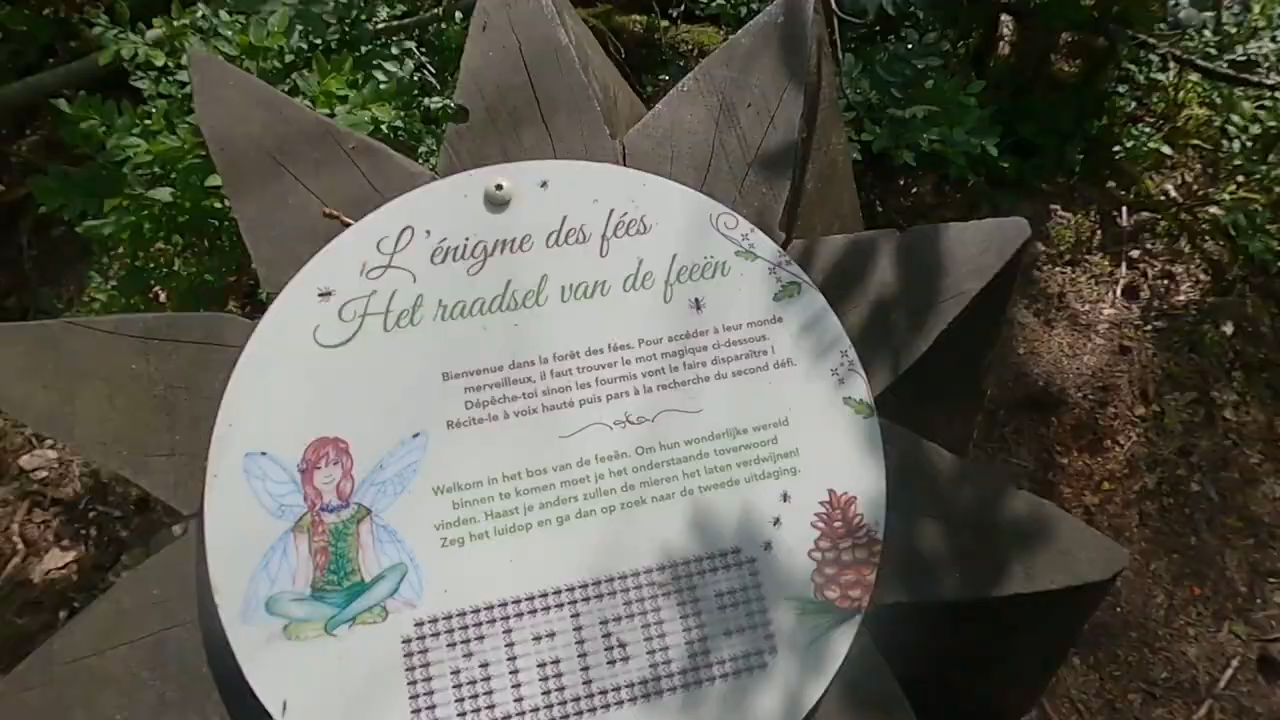 L'énigme des fées
Het raadsel van de feeën
Bienvenue dans la forêt des fées. Pour accéder à leur monde
merveilleux, il faut trouver le mot magique ci-dessous.
Dépêche-toi sinon les fourmis vont le faire disparaître !
Récite-le à voix haute puis pars à la recherche du second défi.
Welkom in het bos van de feeën. Om hun wonderlijke wereld
binnen te komen moet je het onderstaande toverwoord
vinden. Haast je anders zullen de mieren het laten verdwijnen!
Zeg het luidop en ga dan op zoek naar de tweede uitdaging.